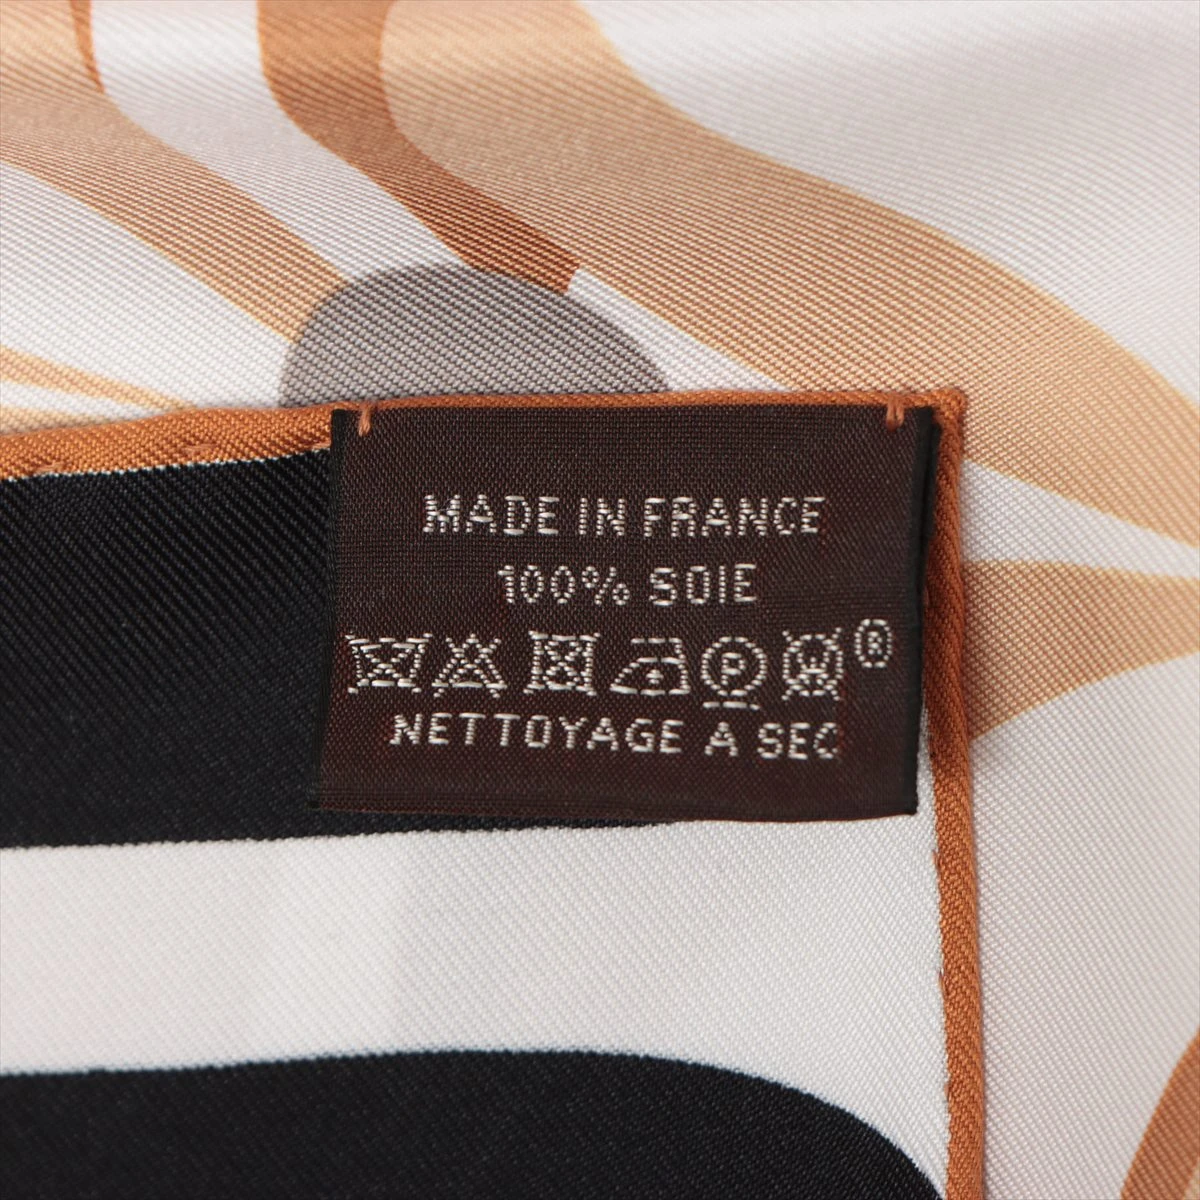 MADE IN FRANCE
100% SOIE
P W ®
NETTOYAGE A SEC